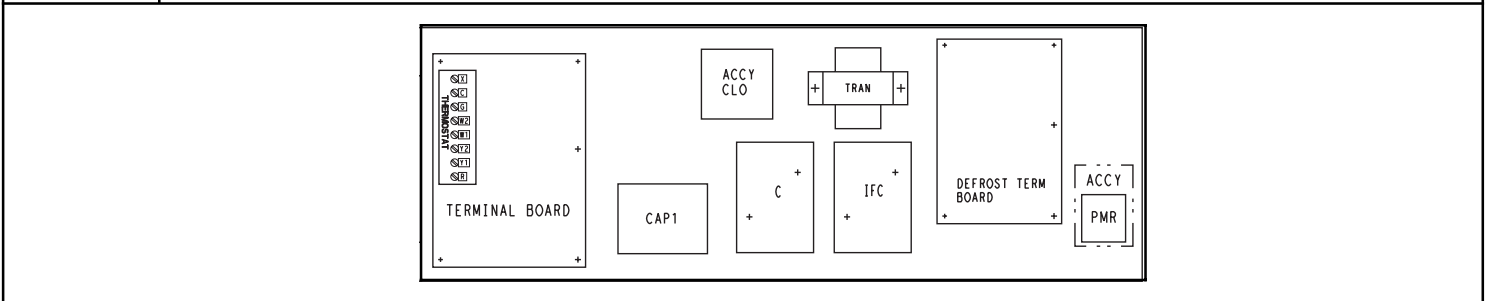 X
C
G
W2
W1
Y2
Y1
R
THERMOSTAT
TERMINAL BOARD
ACCY
CLO
TRAN
CAP1
C
IFC
DEFROST TERM
BOARD
ACCY
PMR